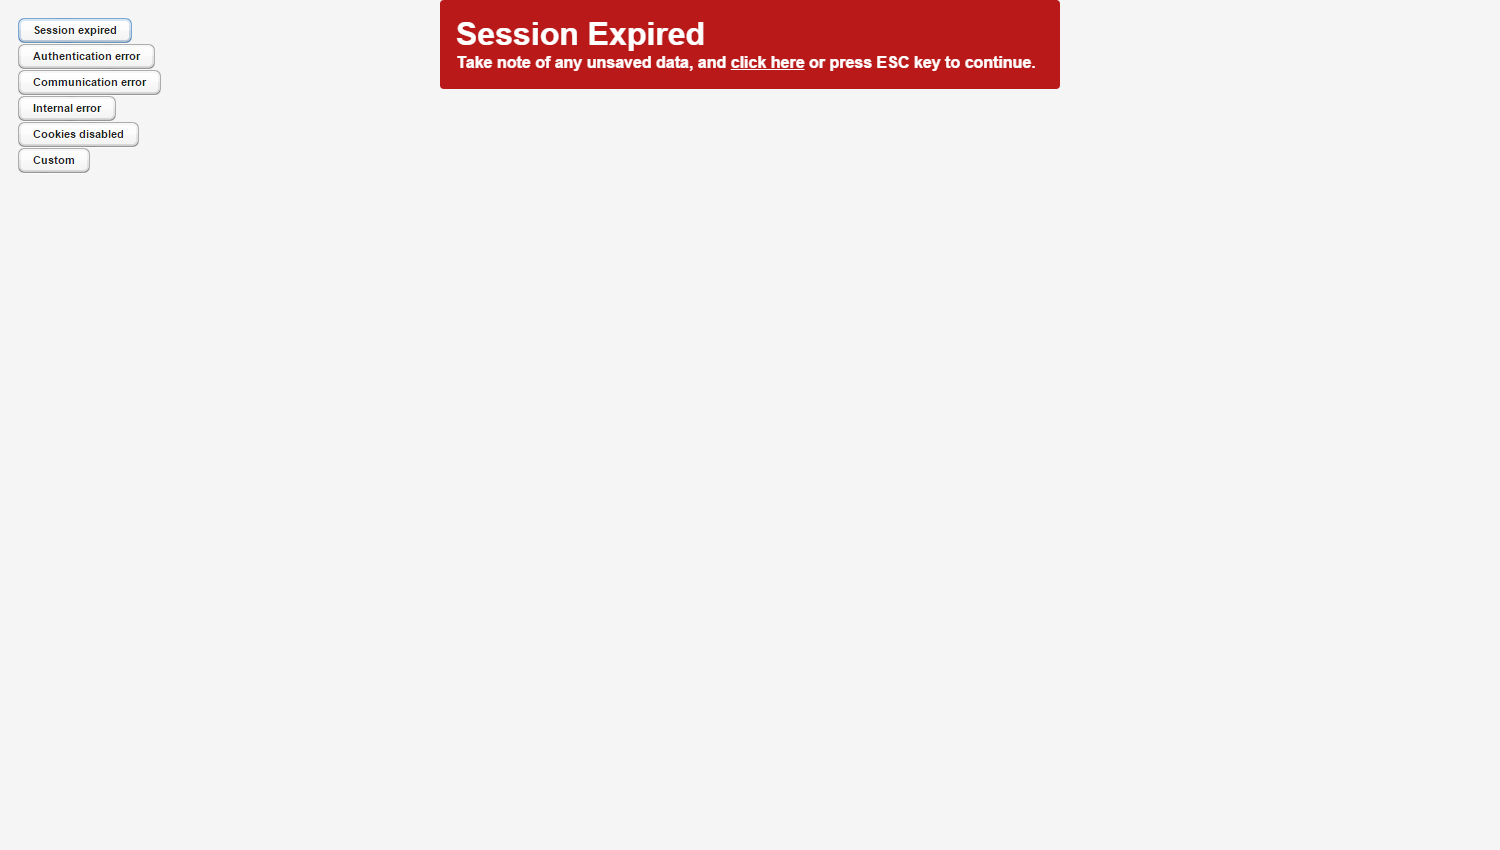 Session expired
Authentication error
Communication error
Internal error
Cookies disabled
Custom
Session Expired
Take note of any unsaved data, and click here or press ESC key to continue.